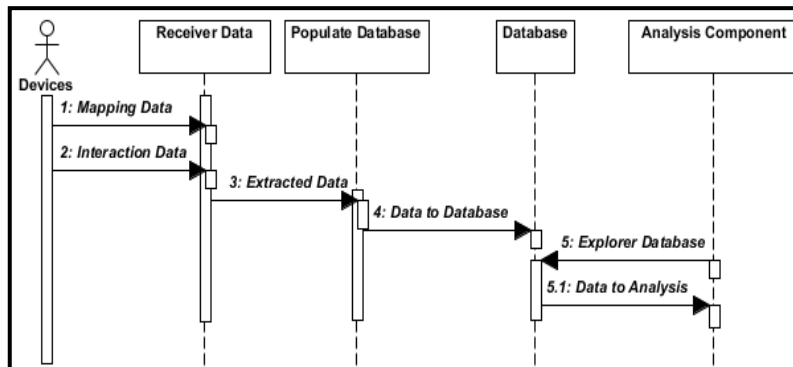 Receiver Data
Populate Database
Database
Analysis Component
Devices
1: Mapping Data
2: Interaction Data
3: Extracted Data
4: Data to Database
5: Explorer Database
5.1: Data to Analysis